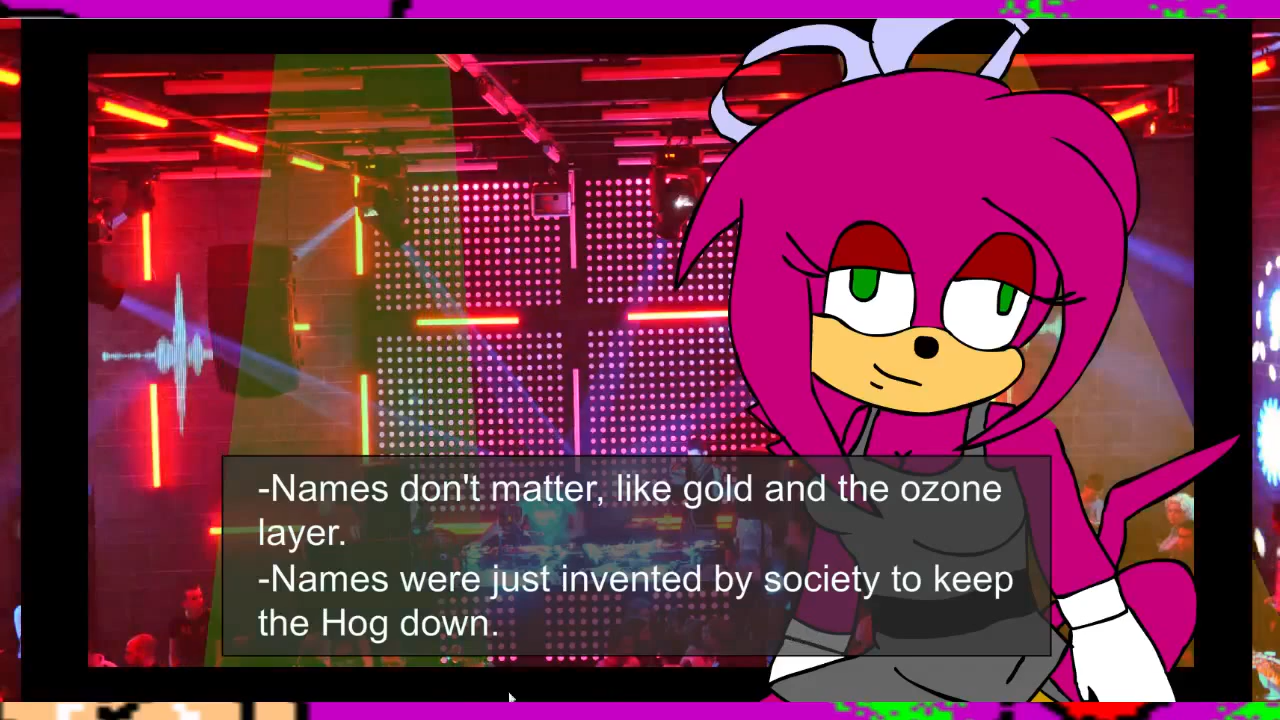 -Names don't matter, like gold and the ozone
layer.
-Names were just invented by society to keep
the Hog down.